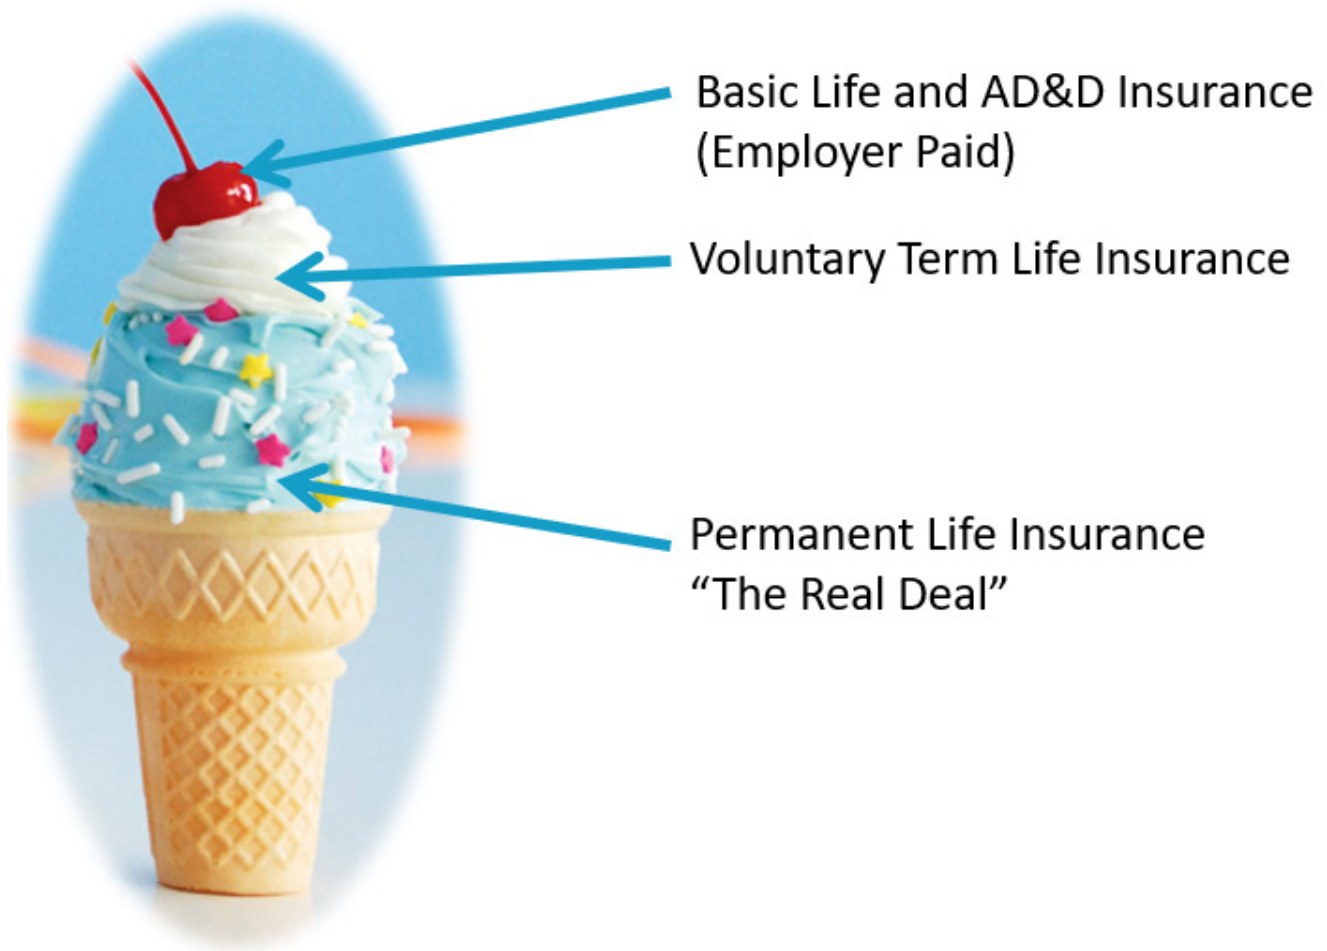 Basic Life and AD&D Insurance
(Employer Paid)
Voluntary Term Life Insurance
Permanent Life Insurance
“The Real Deal”